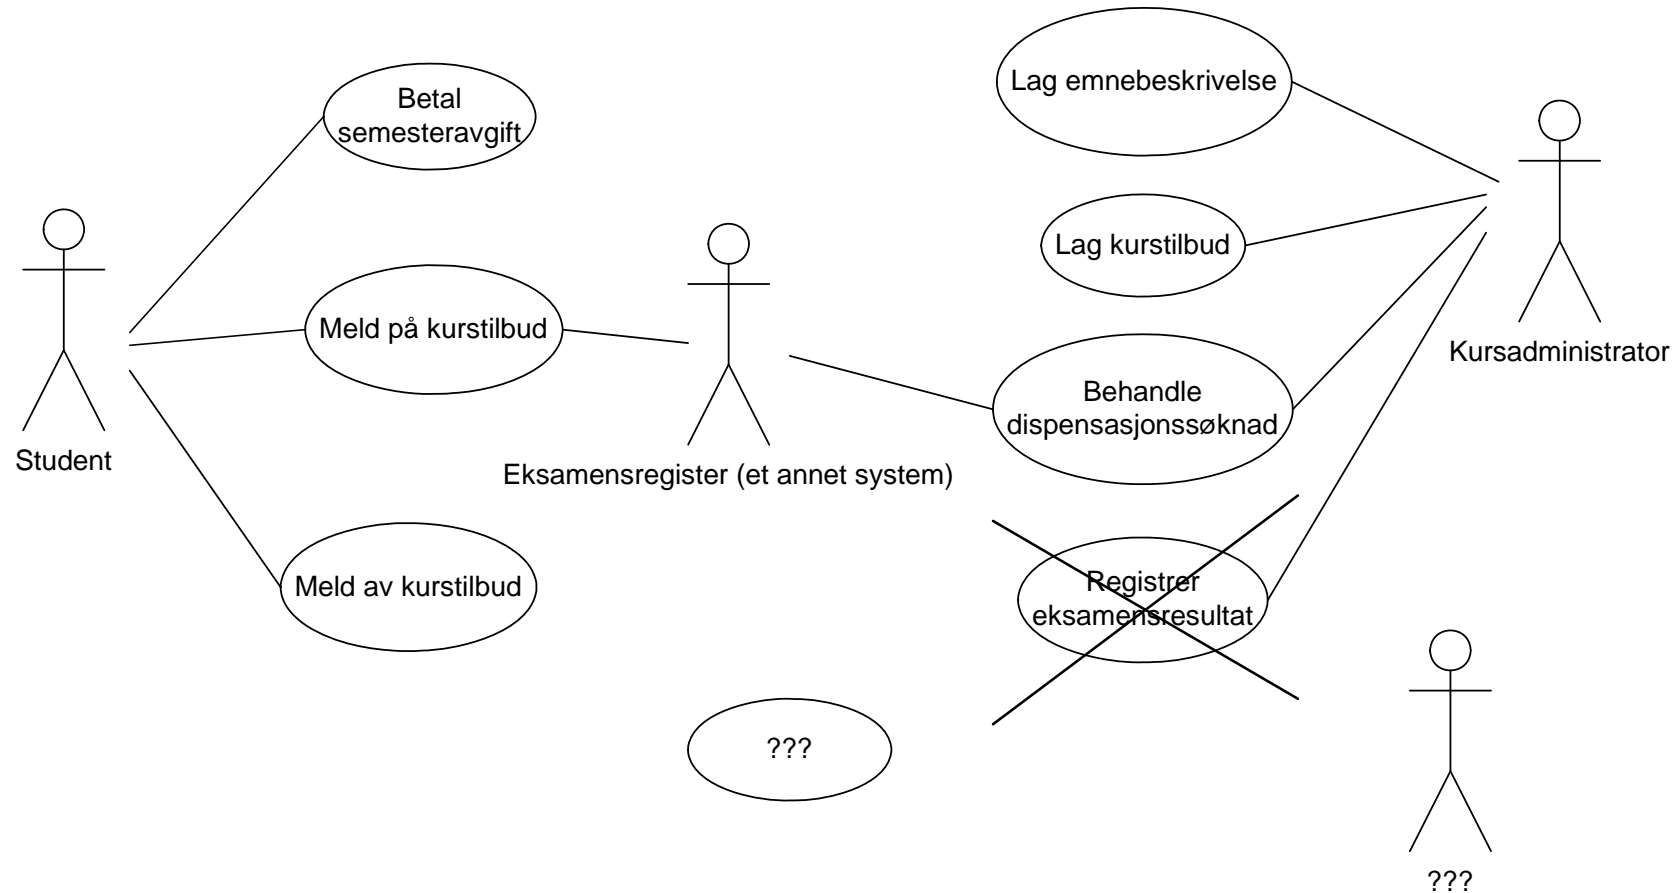 Betal
semesteravgift
Lag emnebeskrivelse
Lag kurstilbud
Meld på kurstilbud
Kursadministrator
Behandle
dispensasjonssøknad
Student
Eksamensregister (et annet system)
Meld av kurstilbud
Registrer
eksamensresultat
???
???